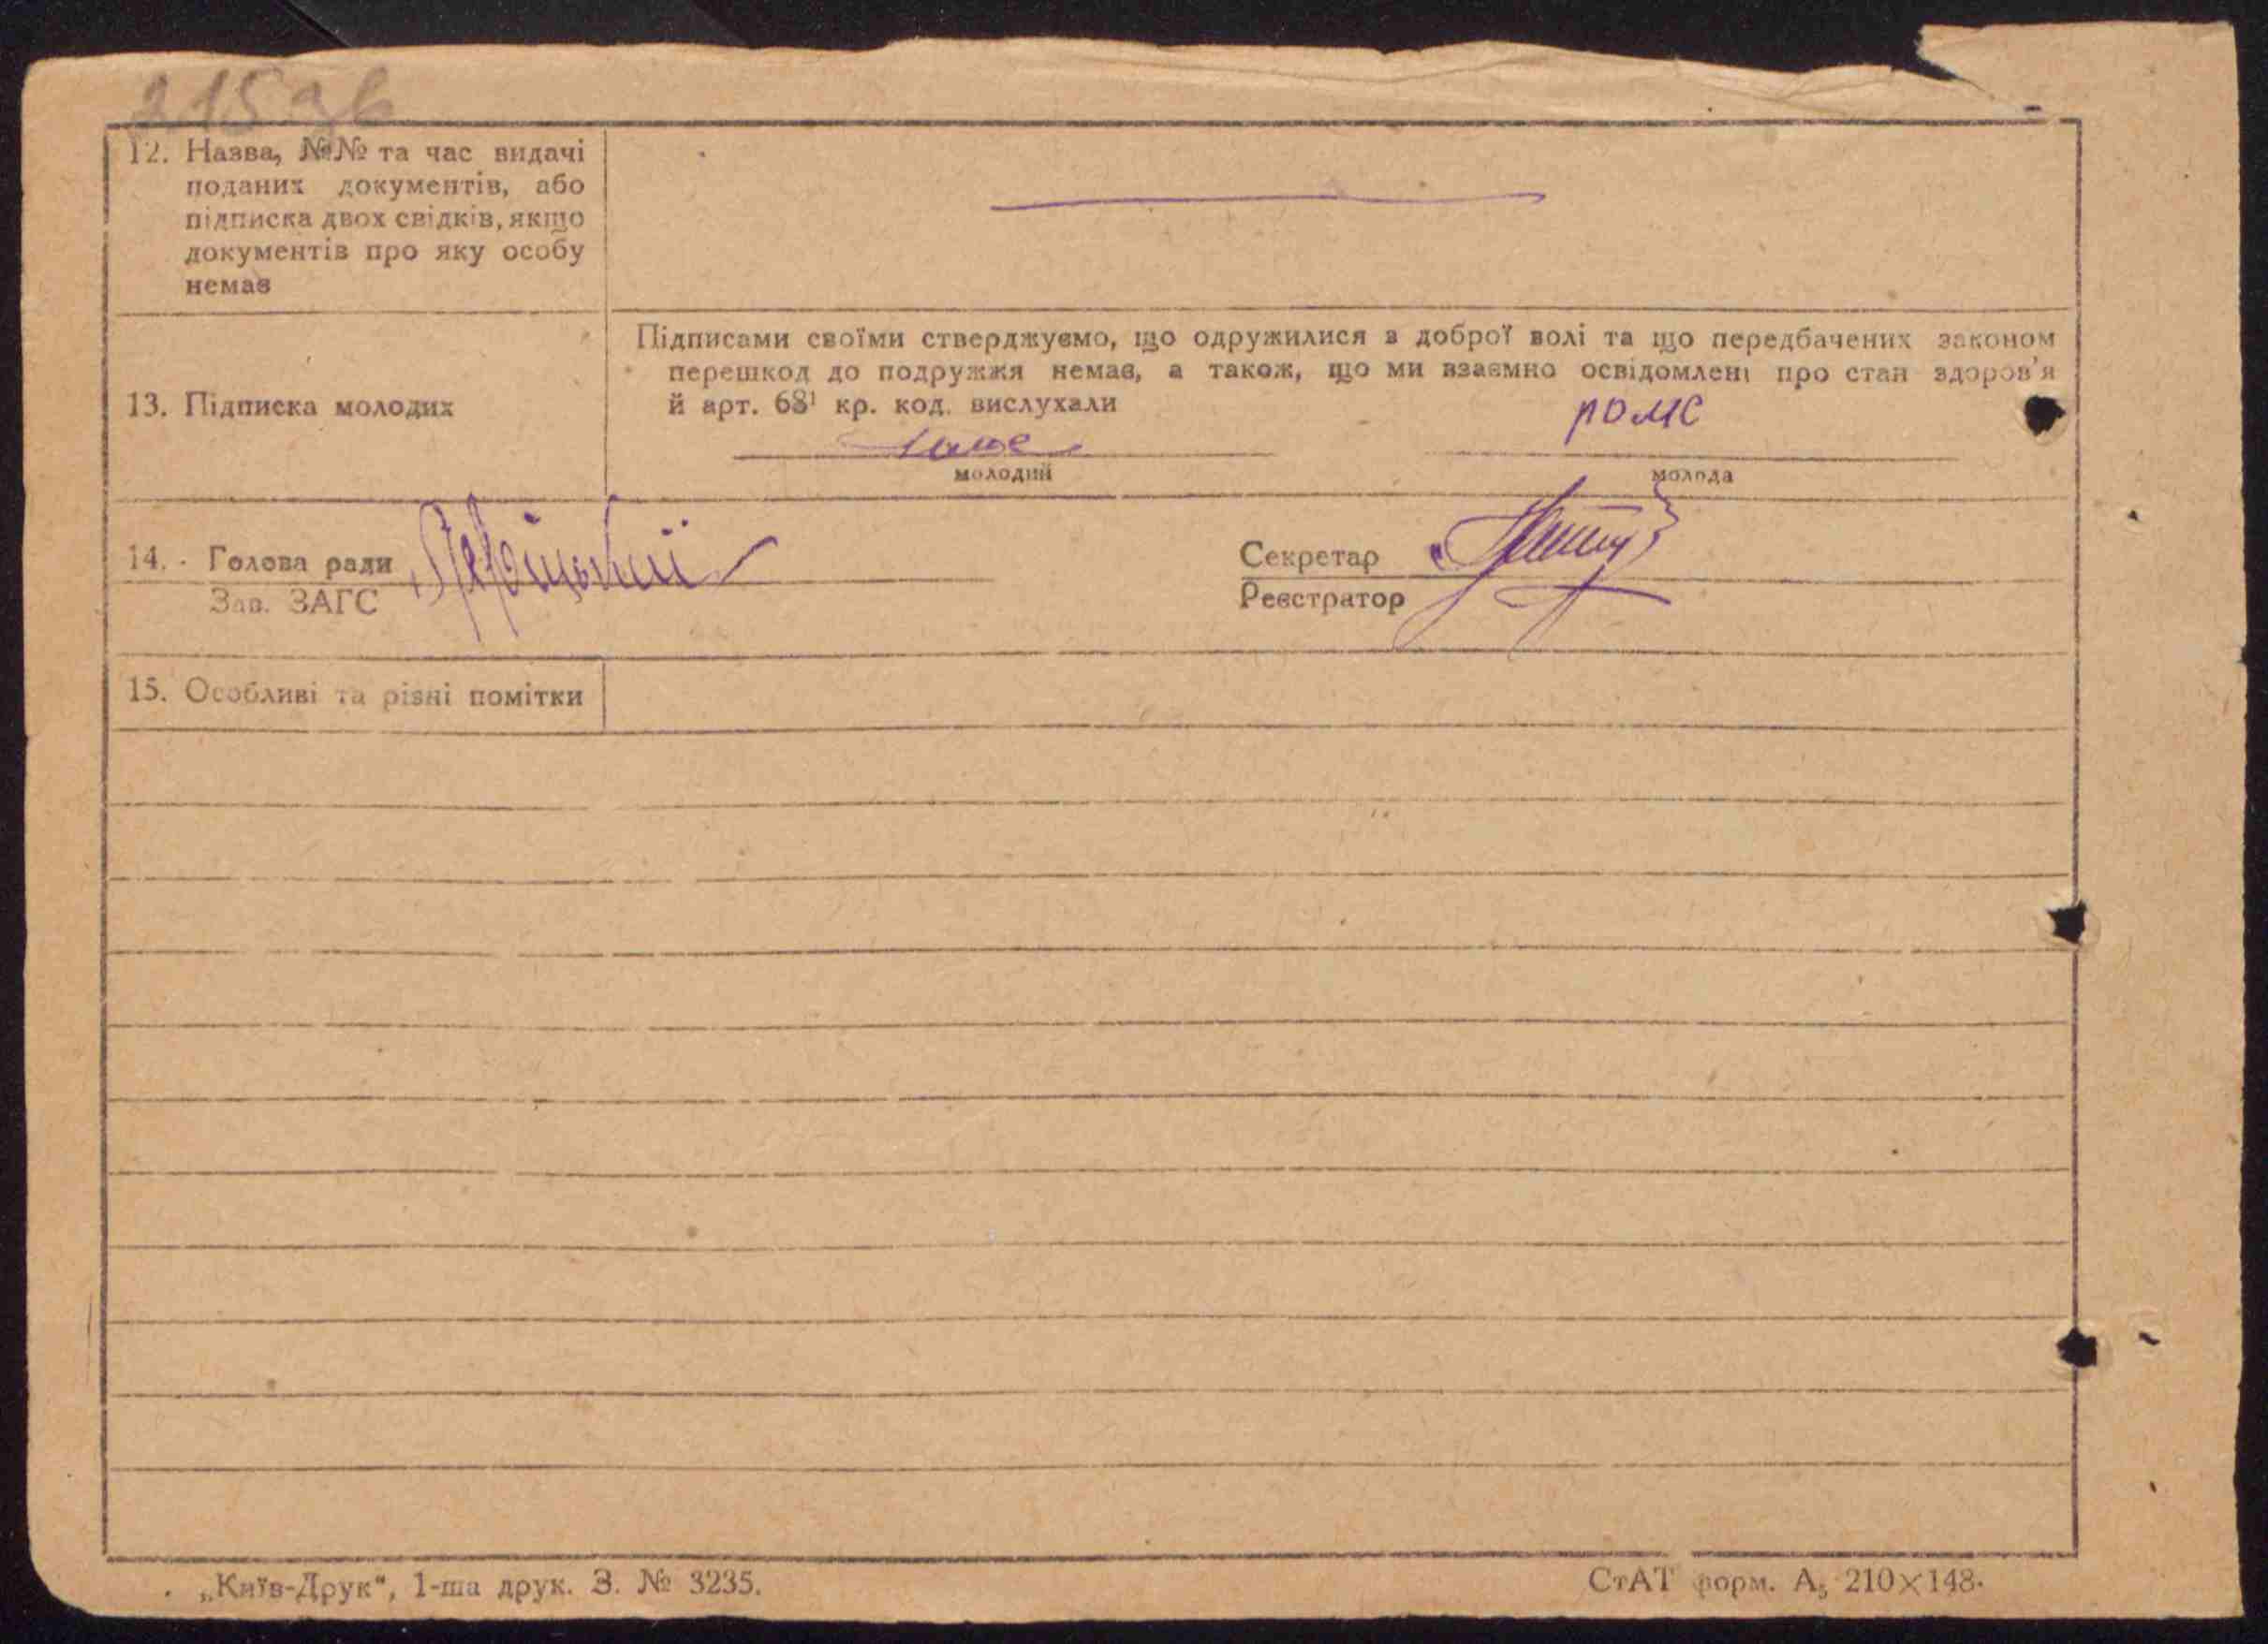 215зв
12. Назва, №№ та час видачі
поданих документів, або
підписка двох свідків, якщо
документів про яку особу
немає
13. Підписка молодих
Підписами своїми стверджуємо, що одружилися з доброї волі та що передбачених законом
перешкод до подружжя немає, а також, що ми взаємно освідомлені про стан здоров'я
й арт. 68¹ кр. код. вислухали
ромс
молодий
молода
14. Голова ради
Зав. ЗАГС
Секретар
Реєстратор
15. Особливі та різні помітки
„Київ-Друк“, 1-ша друк. З. № 3235.
СтАТ форм. А₅ 210×148.